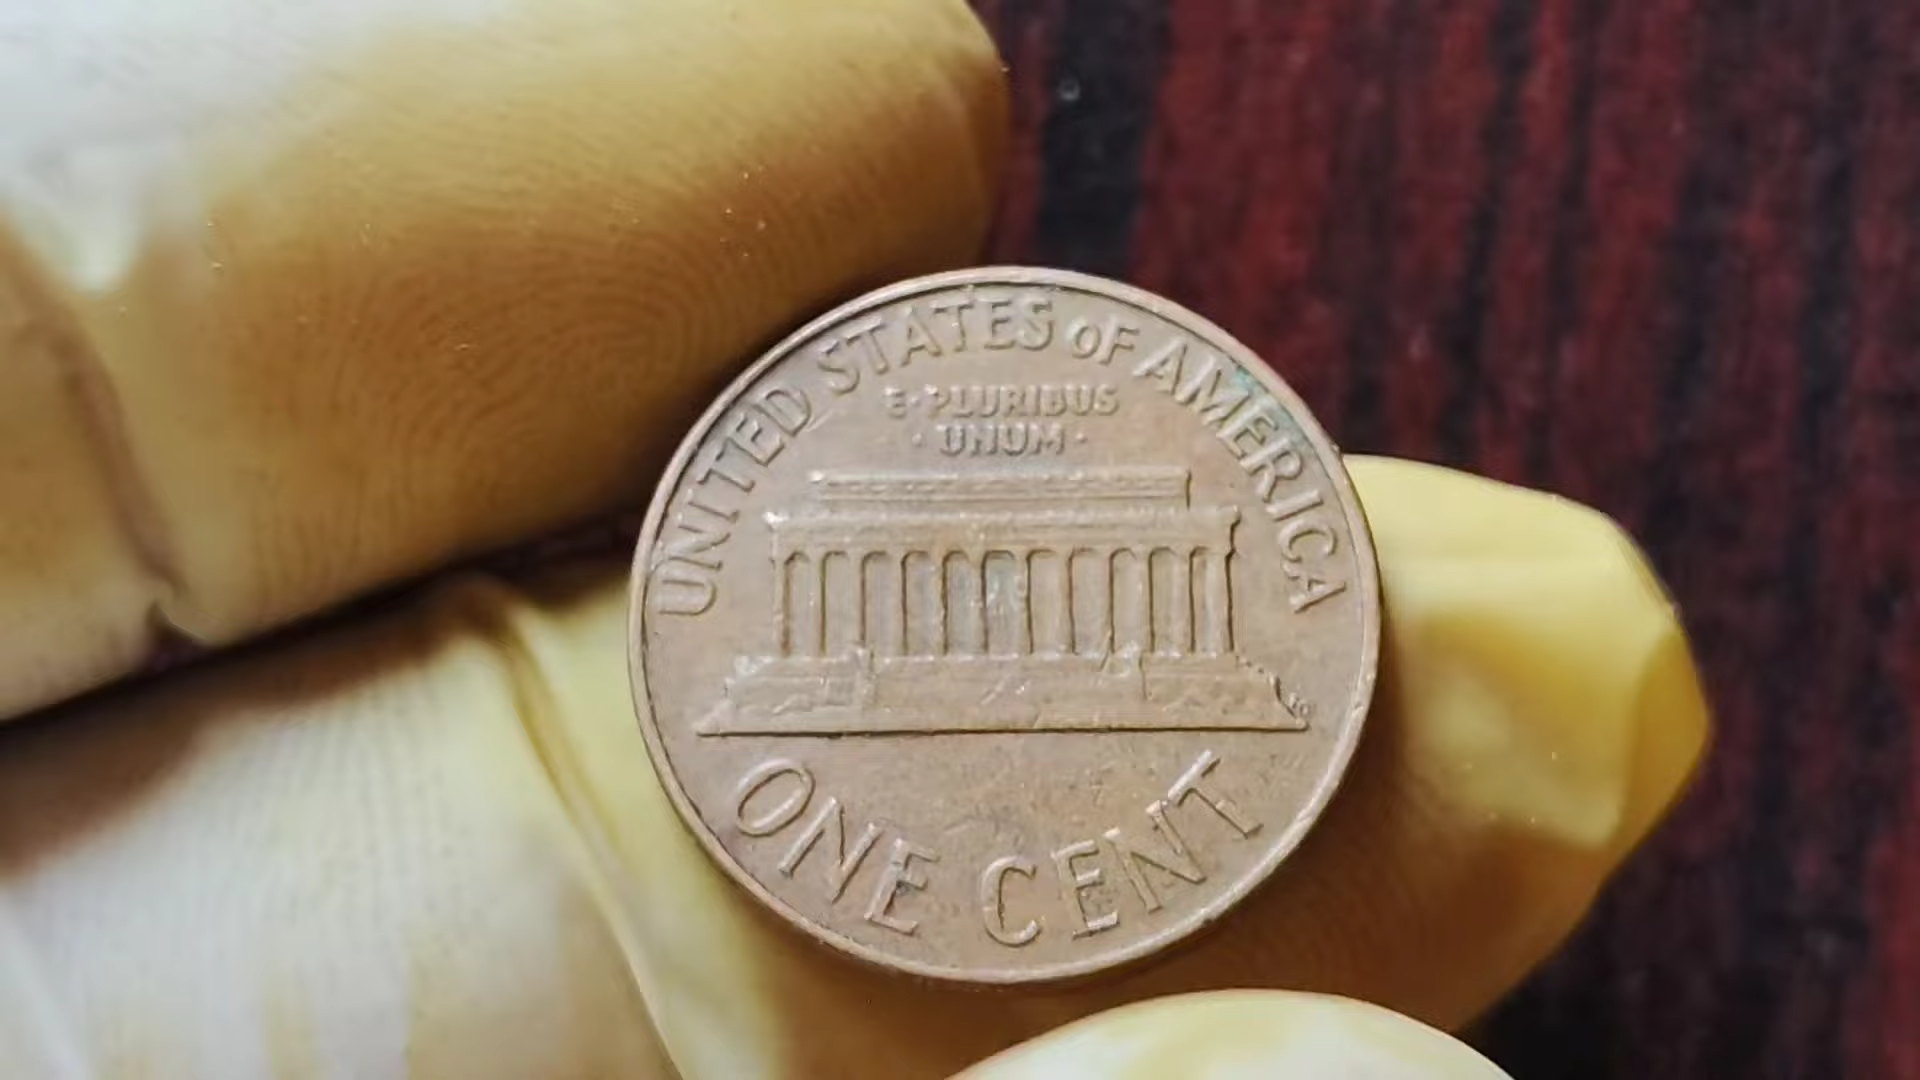 UNITED STATES oF AMERICA
E·PLURIBUS
·UNUM·
ONE CENT